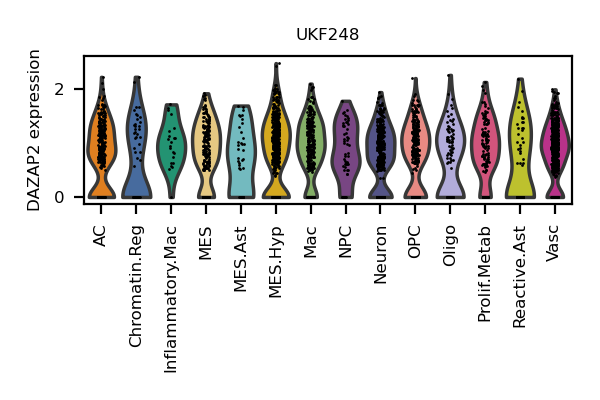 UKF248
DAZAP2 expression
2
0
AC
Chromatin.Reg
Inflammatory.Mac
MES
MES.Ast
MES.Hyp
Mac
NPC
Neuron
OPC
Oligo
Prolif.Metab
Reactive.Ast
Vasc